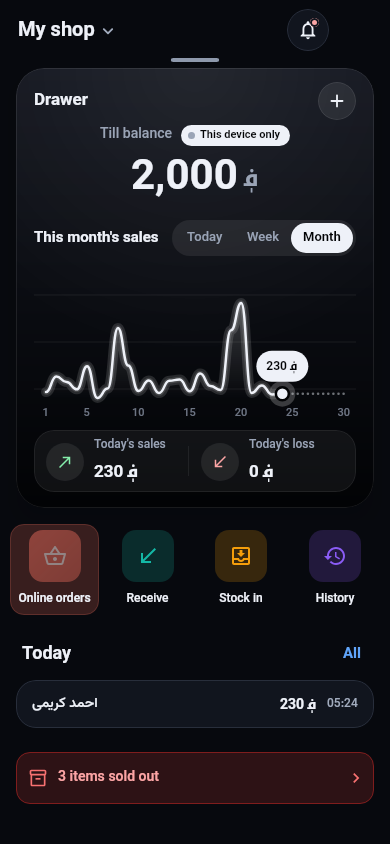 My shop
Drawer
Till balance
This device only
2,000 ؋
This month's sales
Today Week Month
230 ؋
1 5 10 15 20 25 30
Today's sales
230 ؋
Today's loss
0 ؋
Online orders
Receive
Stock in
History
Today
All
احمد کریمی
230 ؋ 05:24
3 items sold out